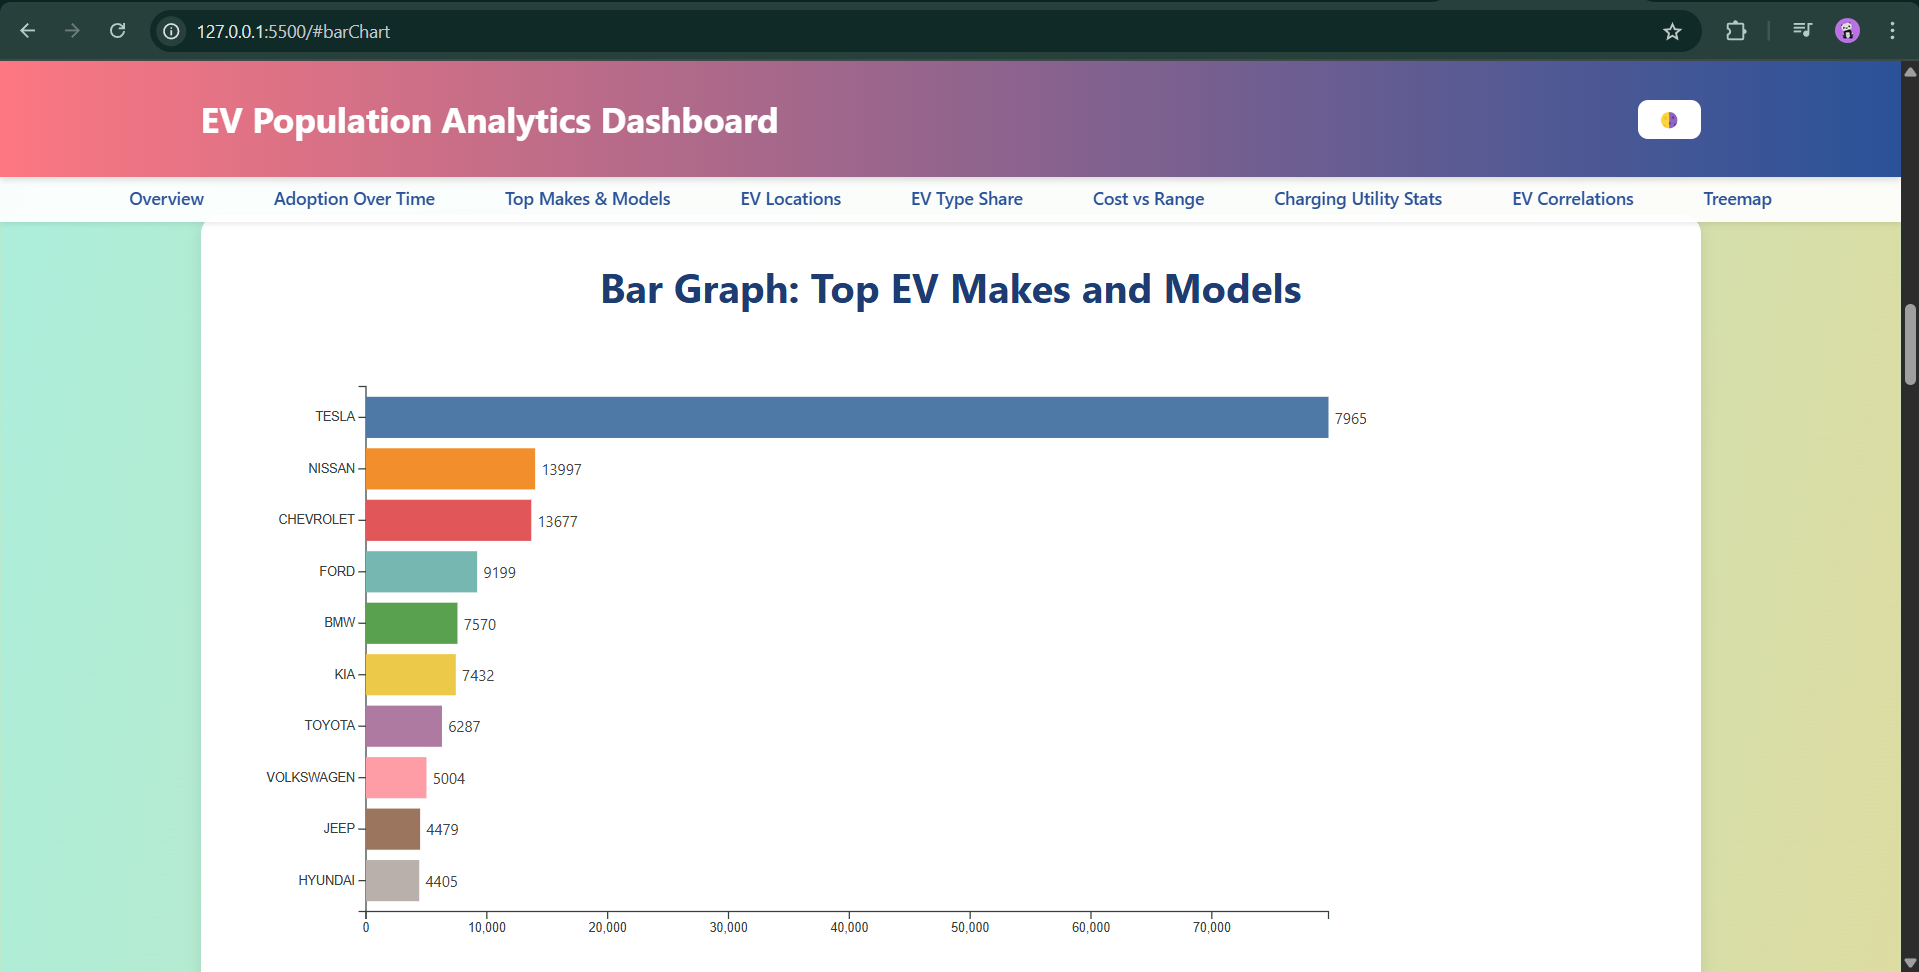 127.0.0.1:5500/#barChart
EV Population Analytics Dashboard
Overview Adoption Over Time Top Makes & Models EV Locations EV Type Share Cost vs Range Charging Utility Stats EV Correlations Treemap
Bar Graph: Top EV Makes and Models
TESLA 7965
NISSAN 13997
CHEVROLET 13677
FORD 9199
BMW 7570
KIA 7432
TOYOTA 6287
VOLKSWAGEN 5004
JEEP 4479
HYUNDAI 4405
0 10,000 20,000 30,000 40,000 50,000 60,000 70,000